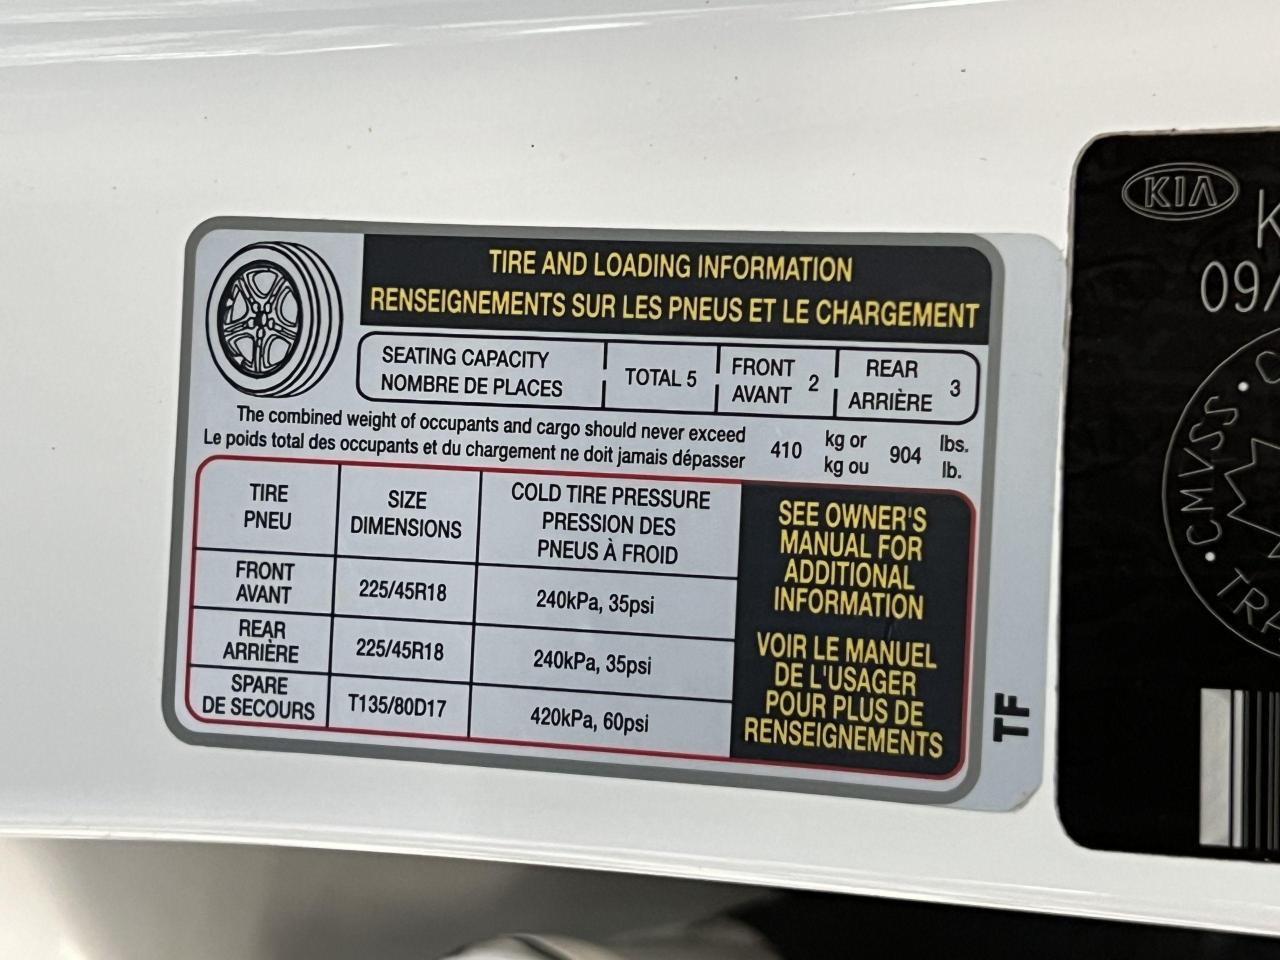 TIRE AND LOADING INFORMATION
RENSEIGNEMENTS SUR LES PNEUS ET LE CHARGEMENT
SEATING CAPACITY
NOMBRE DE PLACES
TOTAL 5
FRONT
AVANT
2
REAR
ARRIÈRE
3
The combined weight of occupants and cargo should never exceed
Le poids total des occupants et du chargement ne doit jamais dépasser
410
kg or
kg ou
904
lbs.
lb.
TIRE
PNEU
SIZE
DIMENSIONS
COLD TIRE PRESSURE
PRESSION DES
PNEUS À FROID
FRONT
AVANT
225/45R18
240kPa, 35psi
REAR
ARRIÈRE
225/45R18
240kPa, 35psi
SPARE
DE SECOURS
T135/80D17
420kPa, 60psi
SEE OWNER'S
MANUAL FOR
ADDITIONAL
INFORMATION
VOIR LE MANUEL
DE L'USAGER
POUR PLUS DE
RENSEIGNEMENTS
TF
KIA
K
09/
CMVSS
TRA